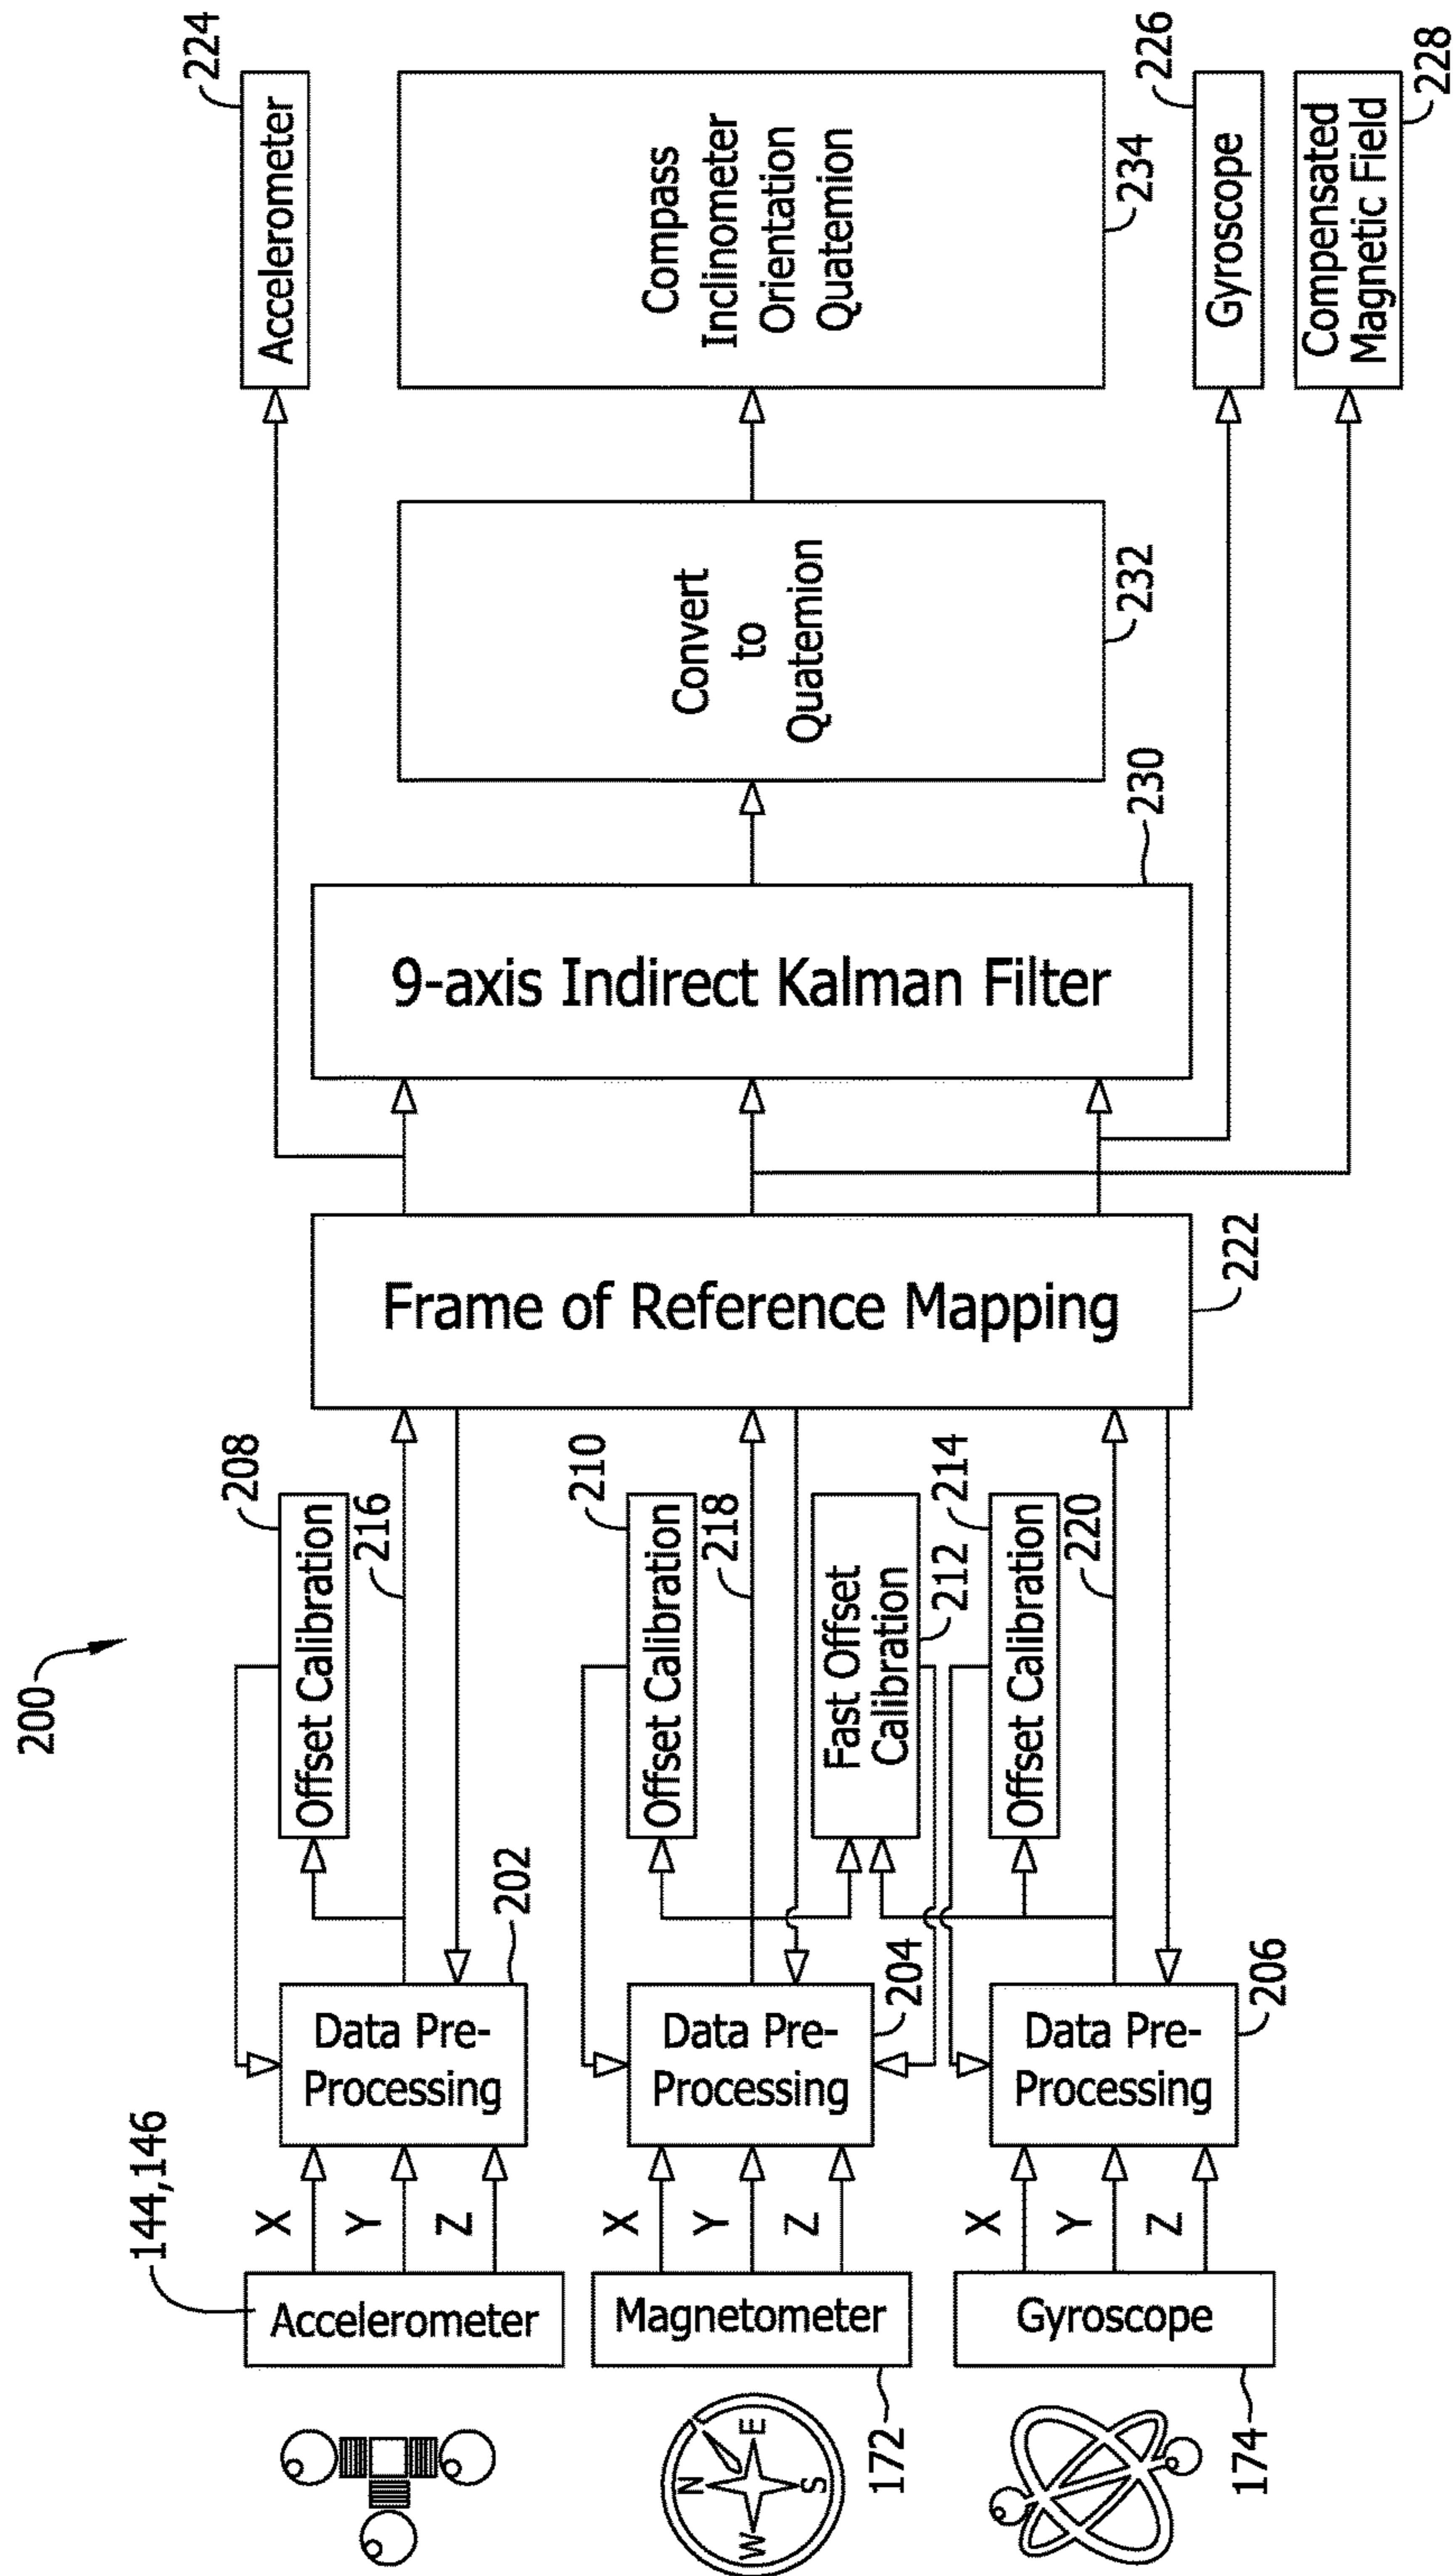 200
144,146
Accelerometer
X
Y
Z
Data Pre-
Processing
202
Offset Calibration
208
216
N
E
S
W
Magnetometer
172
X
Y
Z
Data Pre-
Processing
204
Offset Calibration
210
218
Fast Offset
Calibration
212
Gyroscope
174
X
Y
Z
Data Pre-
Processing
206
Offset Calibration
214
220
Frame of Reference Mapping
222
9-axis Indirect Kalman Filter
230
Convert
to
Quatemion
232
Accelerometer
224
Compass
Inclinometer
Orientation
Quatemion
234
Gyroscope
226
Compensated
Magnetic Field
228